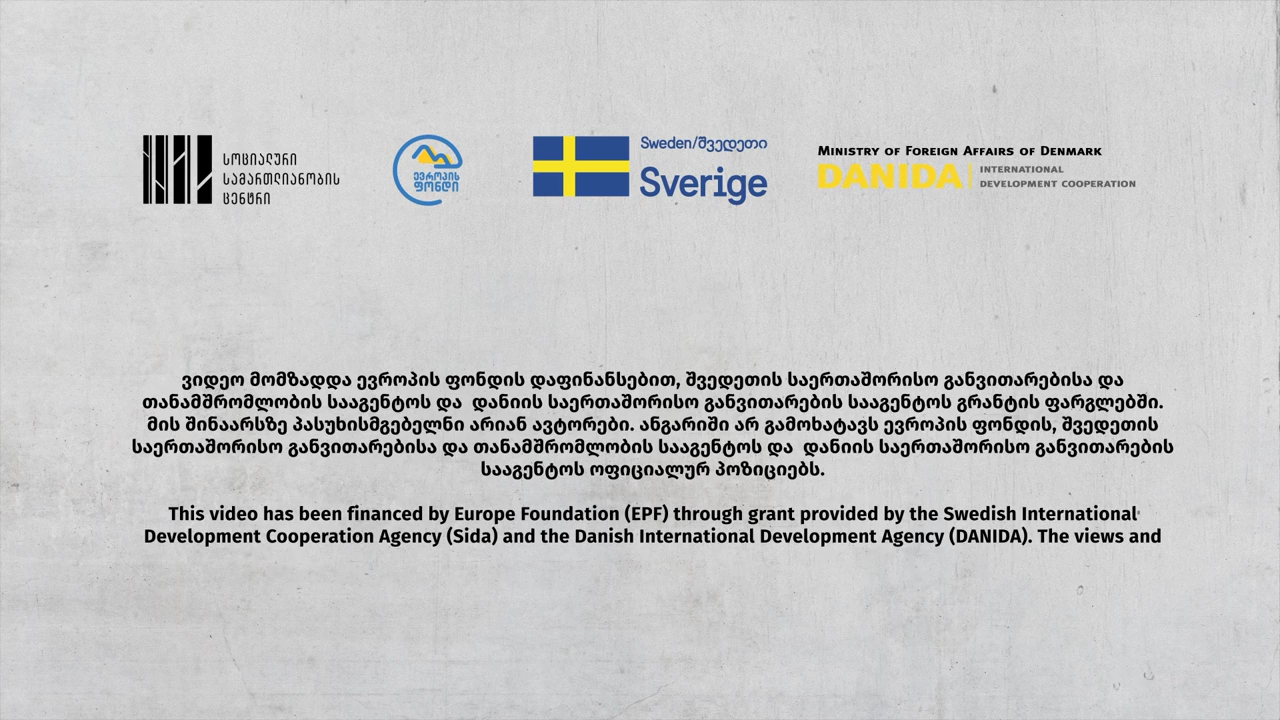 სოციალური
სამართლიანობის
ცენტრი
ევროპის
ფონდი
Sweden/შვედეთი
Sverige
Ministry of Foreign Affairs of Denmark
DANIDA
INTERNATIONAL
DEVELOPMENT COOPERATION
ვიდეო მომზადდა ევროპის ფონდის დაფინანსებით, შვედეთის საერთაშორისო განვითარებისა და
თანამშრომლობის სააგენტოს და დანიის საერთაშორისო განვითარების სააგენტოს გრანტის ფარგლებში.
მის შინაარსზე პასუხისმგებელნი არიან ავტორები. ანგარიში არ გამოხატავს ევროპის ფონდის, შვედეთის
საერთაშორისო განვითარებისა და თანამშრომლობის სააგენტოს და დანიის საერთაშორისო განვითარების
სააგენტოს ოფიციალურ პოზიციებს.
This video has been financed by Europe Foundation (EPF) through grant provided by the Swedish International
Development Cooperation Agency (Sida) and the Danish International Development Agency (DANIDA). The views and